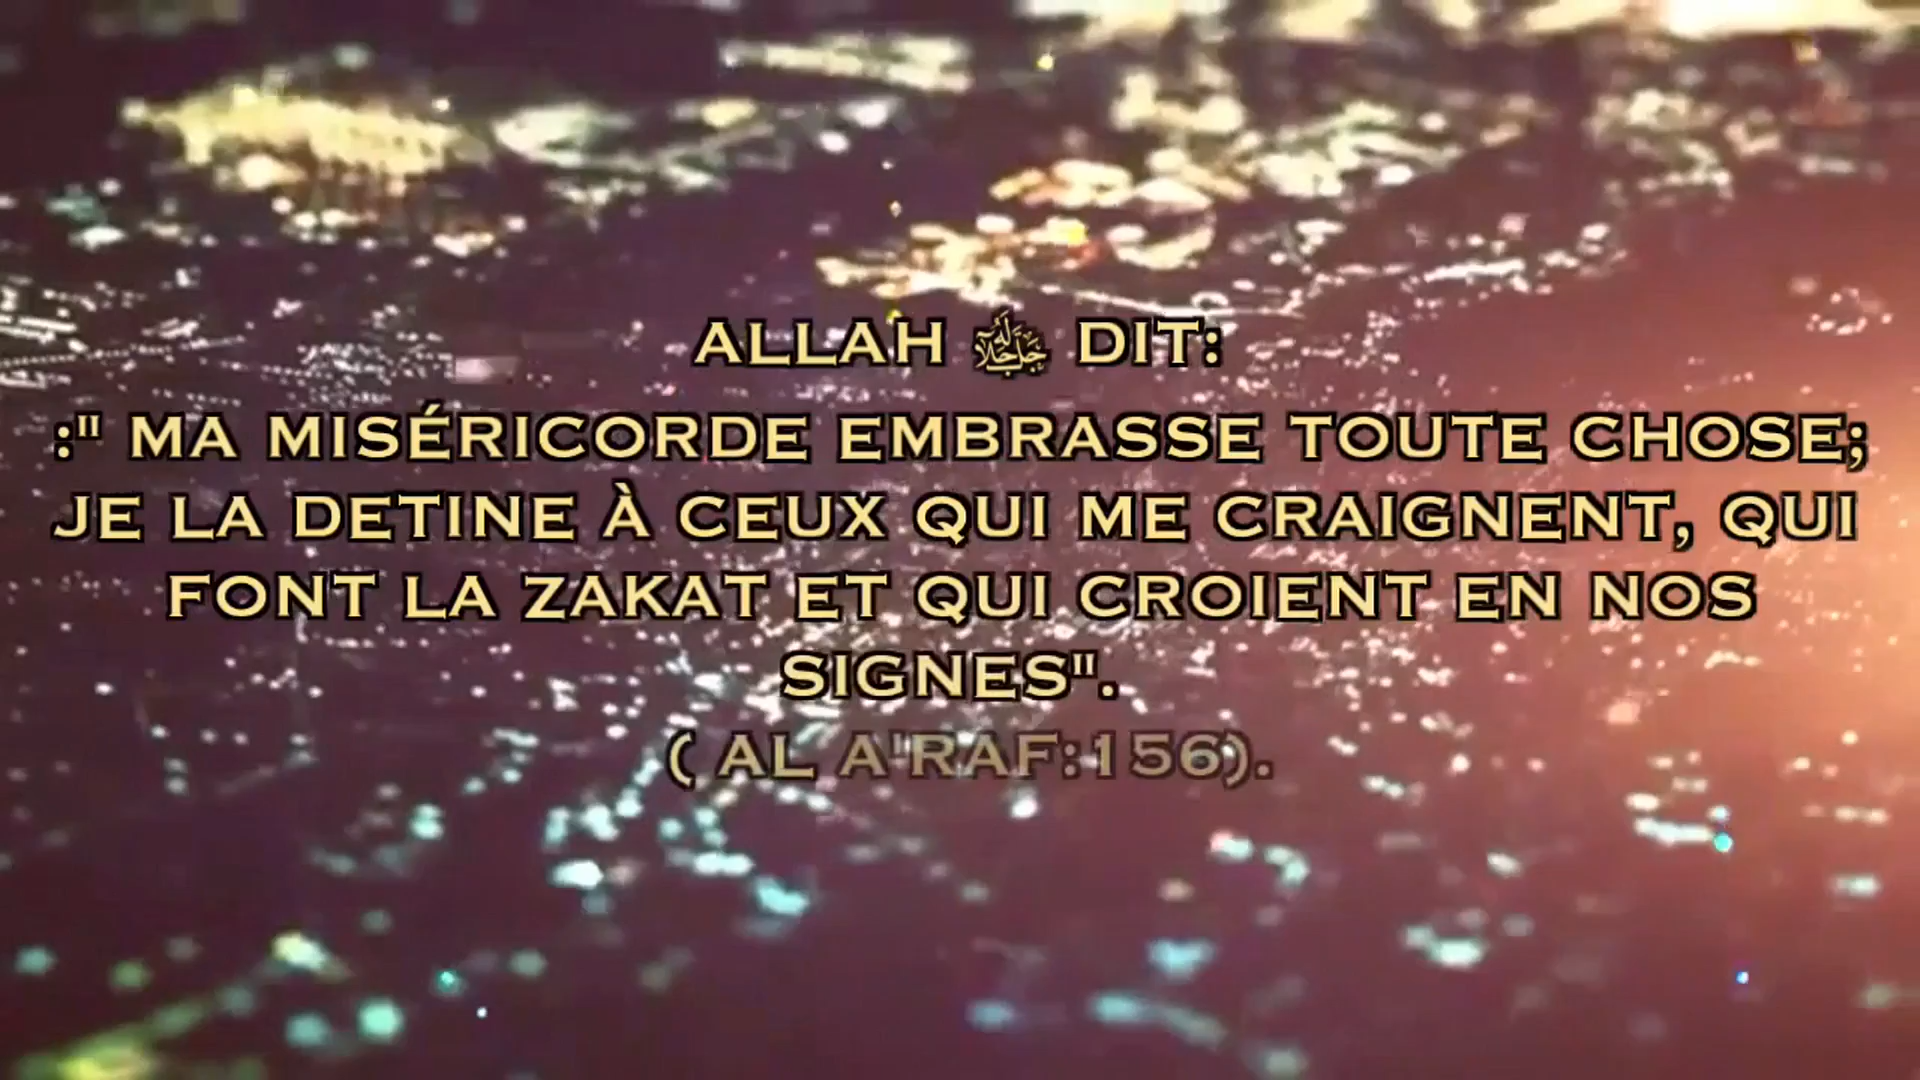 ALLAH ﷻ DIT:
:" MA MISÉRICORDE EMBRASSE TOUTE CHOSE;
JE LA DETINE À CEUX QUI ME CRAIGNENT, QUI
FONT LA ZAKAT ET QUI CROIENT EN NOS
SIGNES".
( AL A'RAF:156).